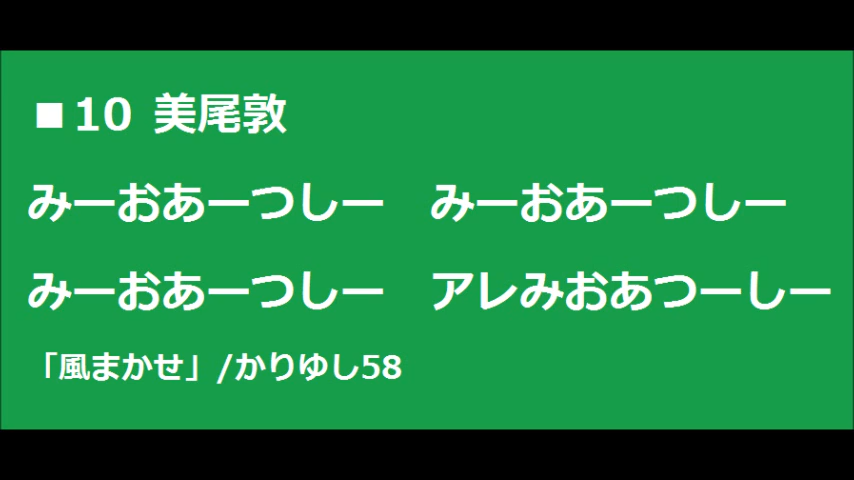 ■10 美尾敦
みーおあーつしー　みーおあーつしー
みーおあーつしー　アレみおあつーしー
「風まかせ」/かりゆし58